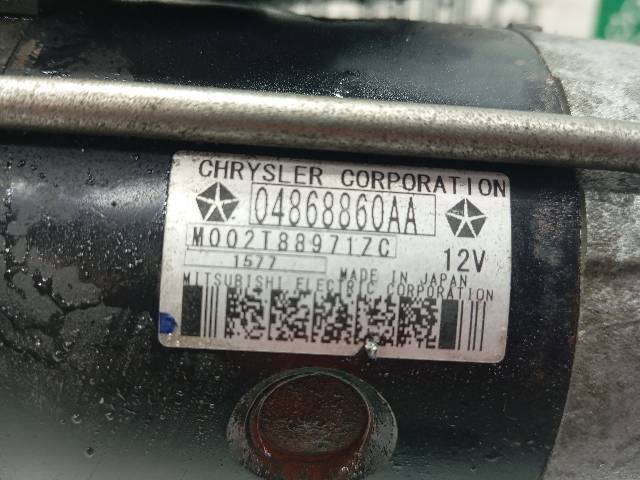 CHRYSLER CORPORATION
04868860AA
M002T88971ZC
1577
12V
MADE IN JAPAN
MITSUBISHI ELECTRIC CORPORATION